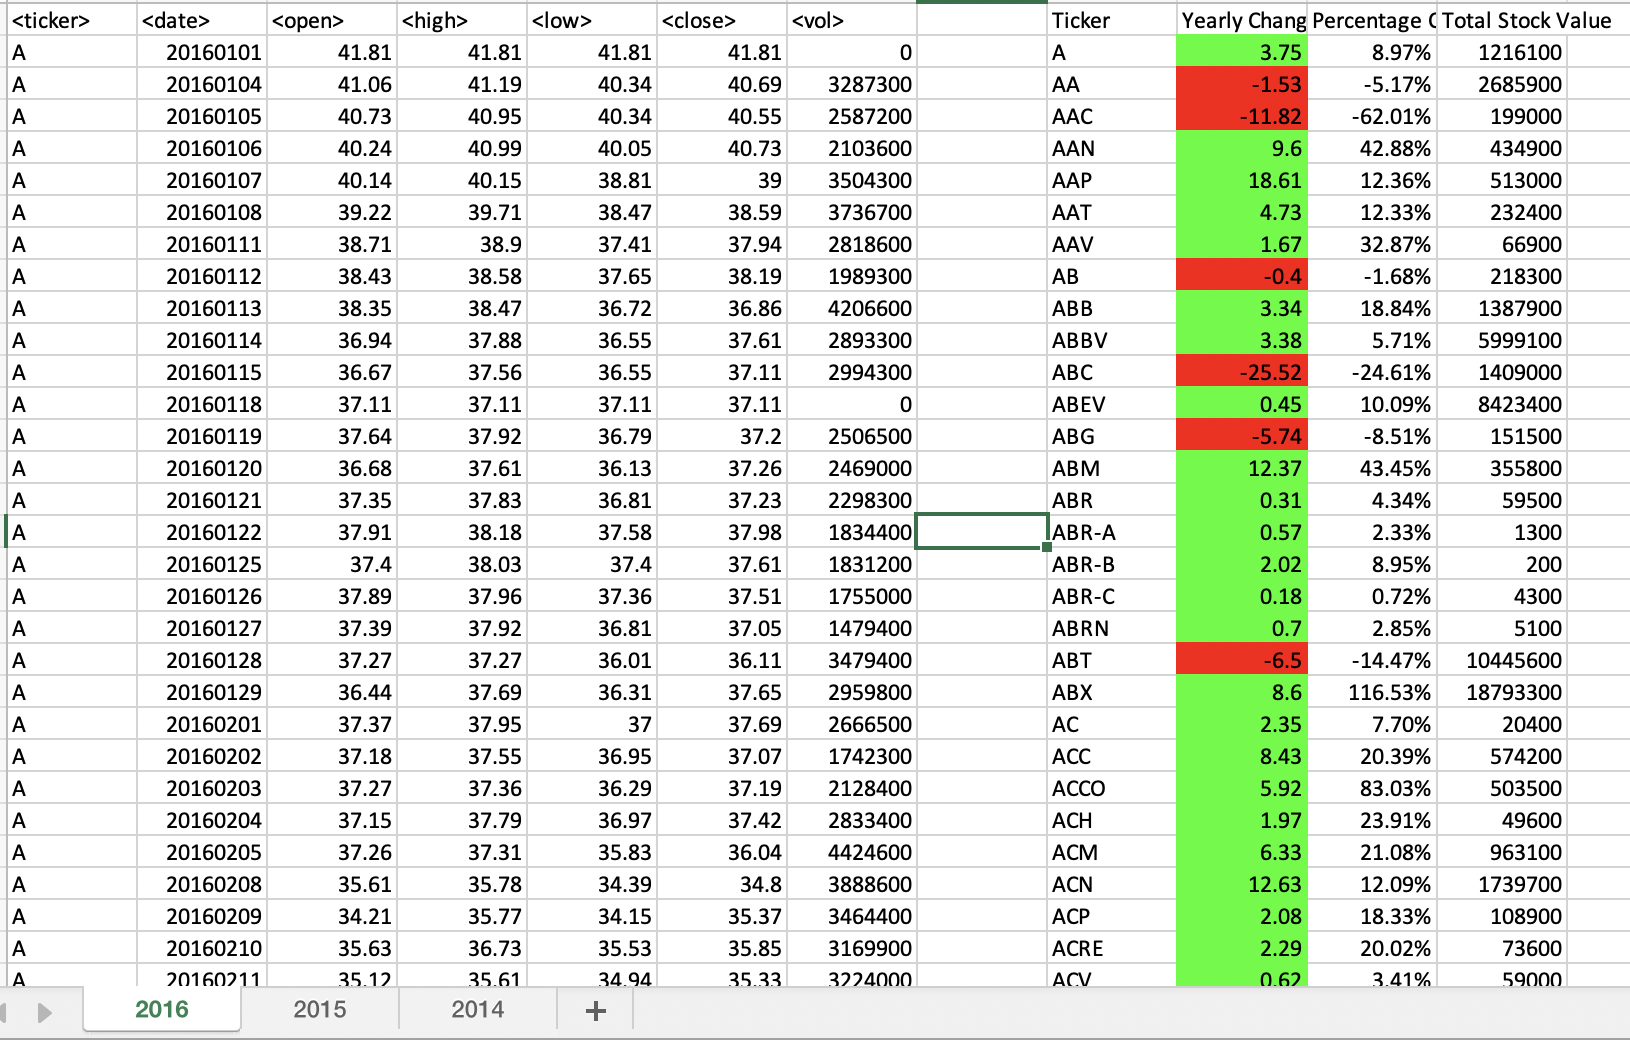 <ticker> <date> <open> <high> <low> <close> <vol> Ticker Yearly Chang Percentage C Total Stock Value
A 20160101 41.81 41.81 41.81 41.81 0 A 3.75 8.97% 1216100
A 20160104 41.06 41.19 40.34 40.69 3287300 AA -1.53 -5.17% 2685900
A 20160105 40.73 40.95 40.34 40.55 2587200 AAC -11.82 -62.01% 199000
A 20160106 40.24 40.99 40.05 40.73 2103600 AAN 9.6 42.88% 434900
A 20160107 40.14 40.15 38.81 39 3504300 AAP 18.61 12.36% 513000
A 20160108 39.22 39.71 38.47 38.59 3736700 AAT 4.73 12.33% 232400
A 20160111 38.71 38.9 37.41 37.94 2818600 AAV 1.67 32.87% 66900
A 20160112 38.43 38.58 37.65 38.19 1989300 AB -0.4 -1.68% 218300
A 20160113 38.35 38.47 36.72 36.86 4206600 ABB 3.34 18.84% 1387900
A 20160114 36.94 37.88 36.55 37.61 2893300 ABBV 3.38 5.71% 5999100
A 20160115 36.67 37.56 36.55 37.11 2994300 ABC -25.52 -24.61% 1409000
A 20160118 37.11 37.11 37.11 37.11 0 ABEV 0.45 10.09% 8423400
A 20160119 37.64 37.92 36.79 37.2 2506500 ABG -5.74 -8.51% 151500
A 20160120 36.68 37.61 36.13 37.26 2469000 ABM 12.37 43.45% 355800
A 20160121 37.35 37.83 36.81 37.23 2298300 ABR 0.31 4.34% 59500
A 20160122 37.91 38.18 37.58 37.98 1834400 ABR-A 0.57 2.33% 1300
A 20160125 37.4 38.03 37.4 37.61 1831200 ABR-B 2.02 8.95% 200
A 20160126 37.89 37.96 37.36 37.51 1755000 ABR-C 0.18 0.72% 4300
A 20160127 37.39 37.92 36.81 37.05 1479400 ABRN 0.7 2.85% 5100
A 20160128 37.27 37.27 36.01 36.11 3479400 ABT -6.5 -14.47% 10445600
A 20160129 36.44 37.69 36.31 37.65 2959800 ABX 8.6 116.53% 18793300
A 20160201 37.37 37.95 37 37.69 2666500 AC 2.35 7.70% 20400
A 20160202 37.18 37.55 36.95 37.07 1742300 ACC 8.43 20.39% 574200
A 20160203 37.27 37.36 36.29 37.19 2128400 ACCO 5.92 83.03% 503500
A 20160204 37.15 37.79 36.97 37.42 2833400 ACH 1.97 23.91% 49600
A 20160205 37.26 37.31 35.83 36.04 4424600 ACM 6.33 21.08% 963100
A 20160208 35.61 35.78 34.39 34.8 3888600 ACN 12.63 12.09% 1739700
A 20160209 34.21 35.77 34.15 35.37 3464400 ACP 2.08 18.33% 108900
A 20160210 35.63 36.73 35.53 35.85 3169900 ACRE 2.29 20.02% 73600
A 20160211 35.12 35.61 34.94 35.33 3224000 ACV 0.62 3.41% 59000
2016 2015 2014 +